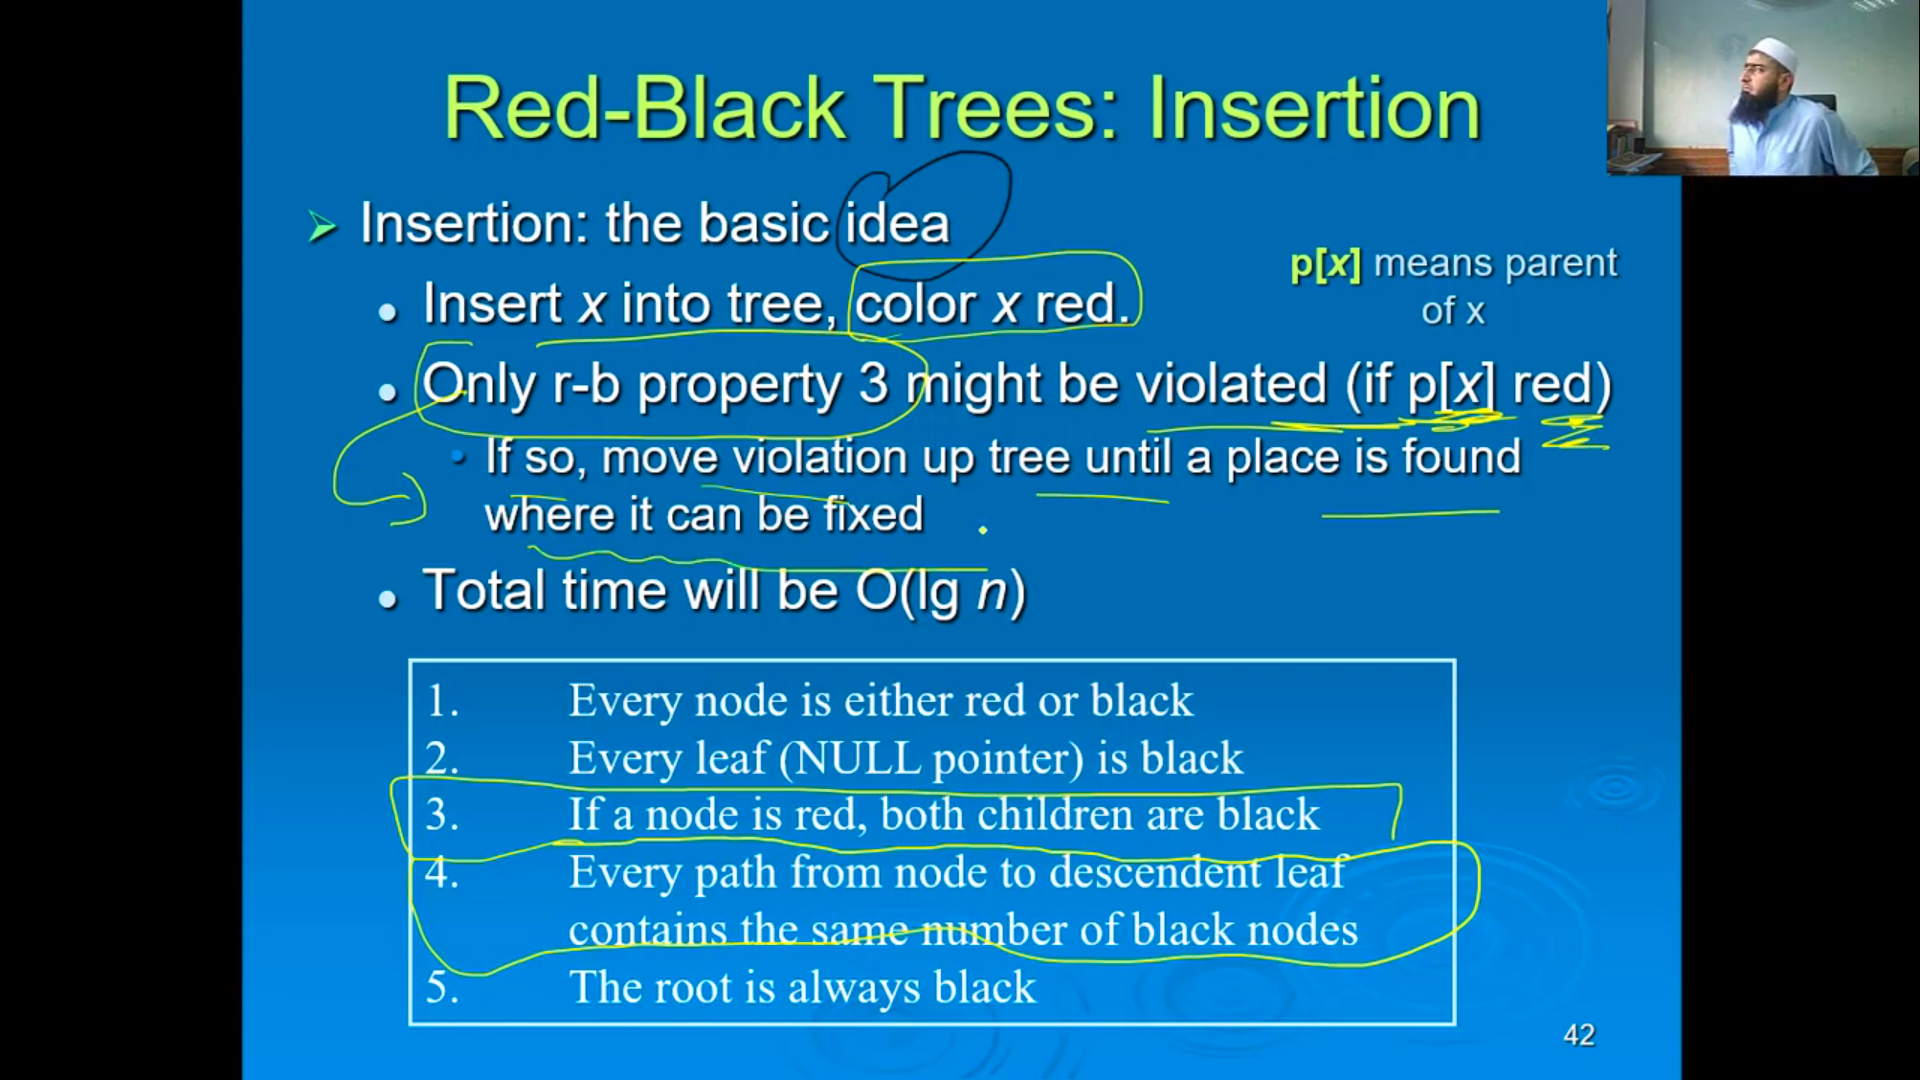 Red-Black Trees: Insertion
➢ Insertion: the basic idea
p[x] means parent
of x
• Insert x into tree, color x red.
• Only r-b property 3 might be violated (if p[x] red)
• If so, move violation up tree until a place is found
where it can be fixed
• Total time will be O(lg n)
1. Every node is either red or black
2. Every leaf (NULL pointer) is black
3. If a node is red, both children are black
4. Every path from node to descendent leaf
contains the same number of black nodes
5. The root is always black
42